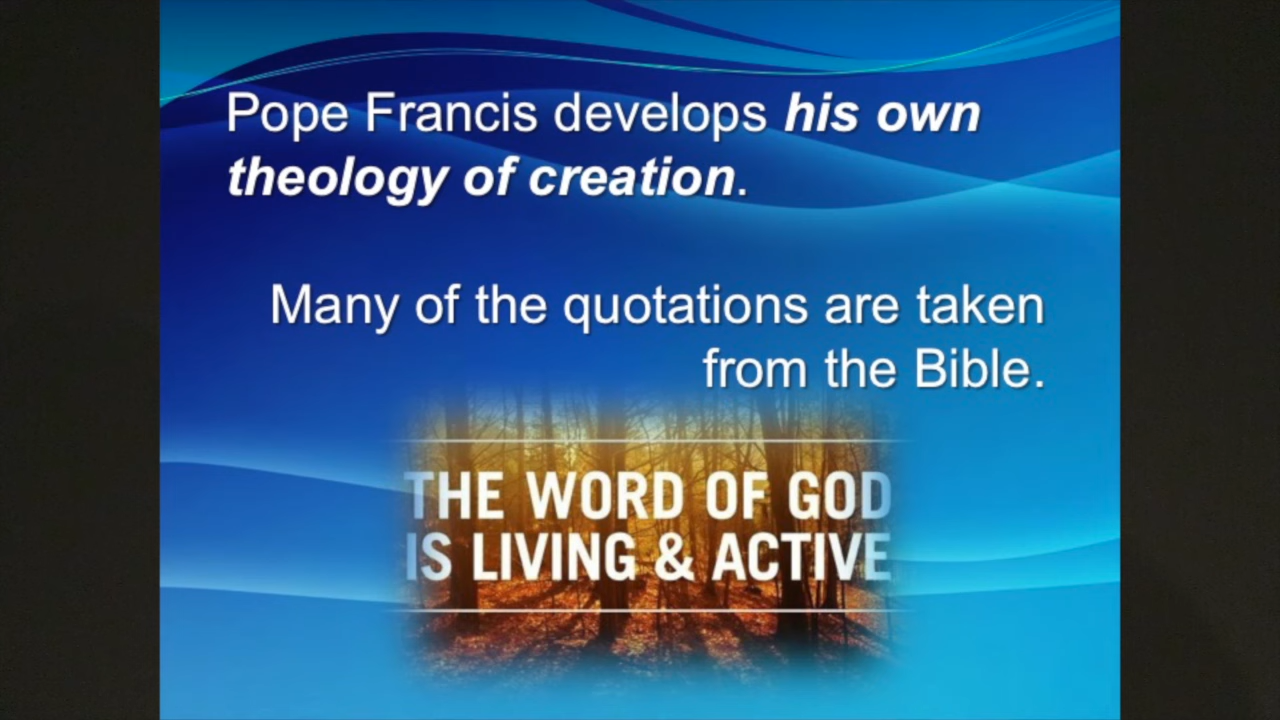 Pope Francis develops his own
theology of creation.
Many of the quotations are taken
from the Bible.
THE WORD OF GOD
IS LIVING & ACTIVE